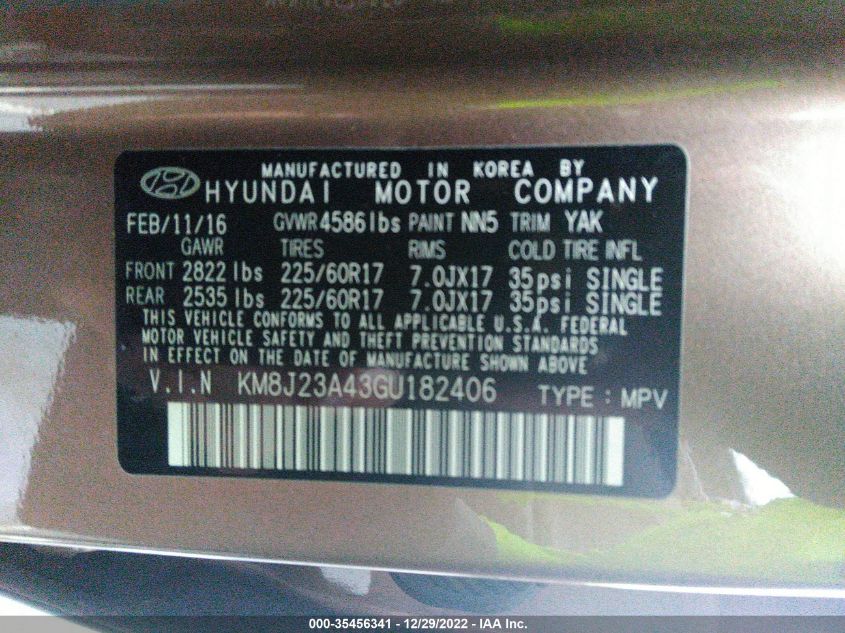 MANUFACTURED IN KOREA BY
HYUNDAI MOTOR COMPANY
FEB/11/16 GVWR 4586lbs PAINT NN5 TRIM YAK
GAWR TIRES RIMS COLD TIRE INFL
FRONT 2822 lbs 225/60R17 7.0JX17 35psi SINGLE
REAR 2535 lbs 225/60R17 7.0JX17 35psi SINGLE
THIS VEHICLE CONFORMS TO ALL APPLICABLE U.S.A. FEDERAL
MOTOR VEHICLE SAFETY AND THEFT PREVENTION STANDARDS
IN EFFECT ON THE DATE OF MANUFACTURE SHOWN ABOVE
V.I.N KM8J23A43GU182406 TYPE : MPV
000-35456341 - 12/29/2022 - IAA Inc.